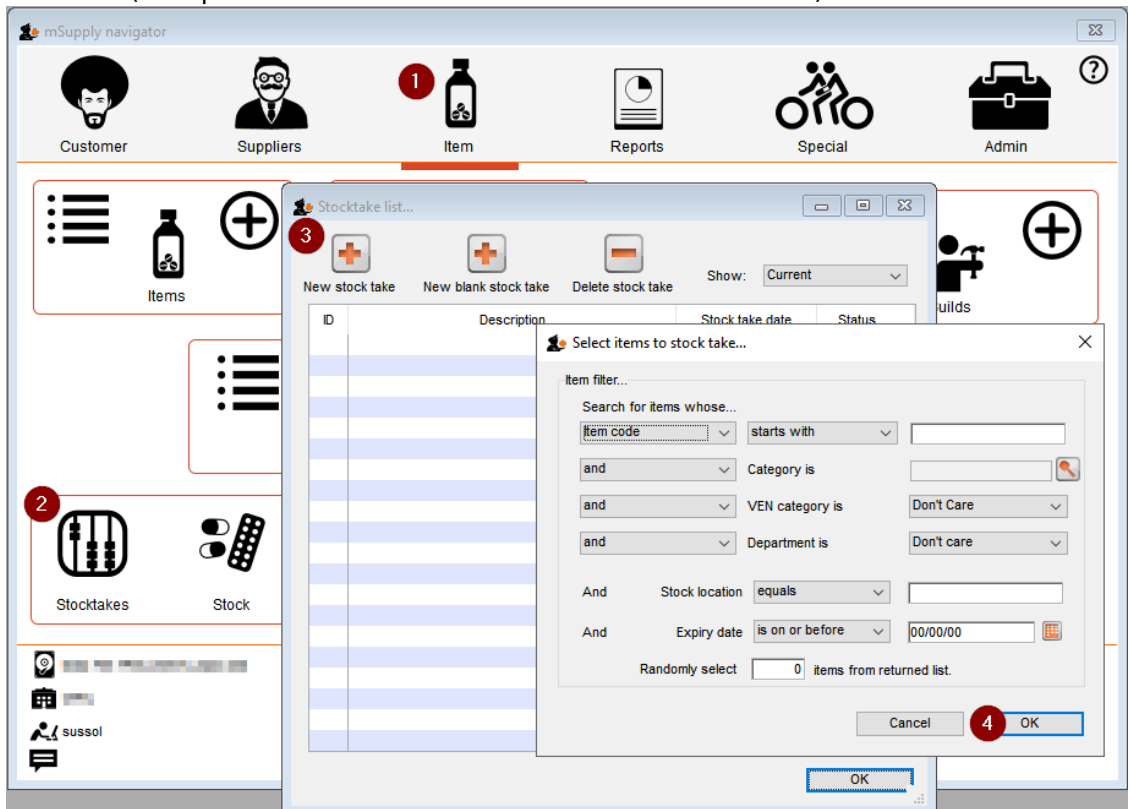 mSupply navigator
1
Customer Suppliers Item Reports Special Admin
Stocktake list...
3
New stock take New blank stock take Delete stock take Show: Current
Items
ID Description Stock take date Status
Select items to stock take...
Item filter...
Search for items whose...
Item code starts with
and Category is
2
and VEN category is Don't Care
and Department is Don't care
And Stock location equals
Stocktakes Stock
And Expiry date is on or before 00/00/00
Randomly select 0 items from returned list.
Cancel 4 OK
sussol
OK